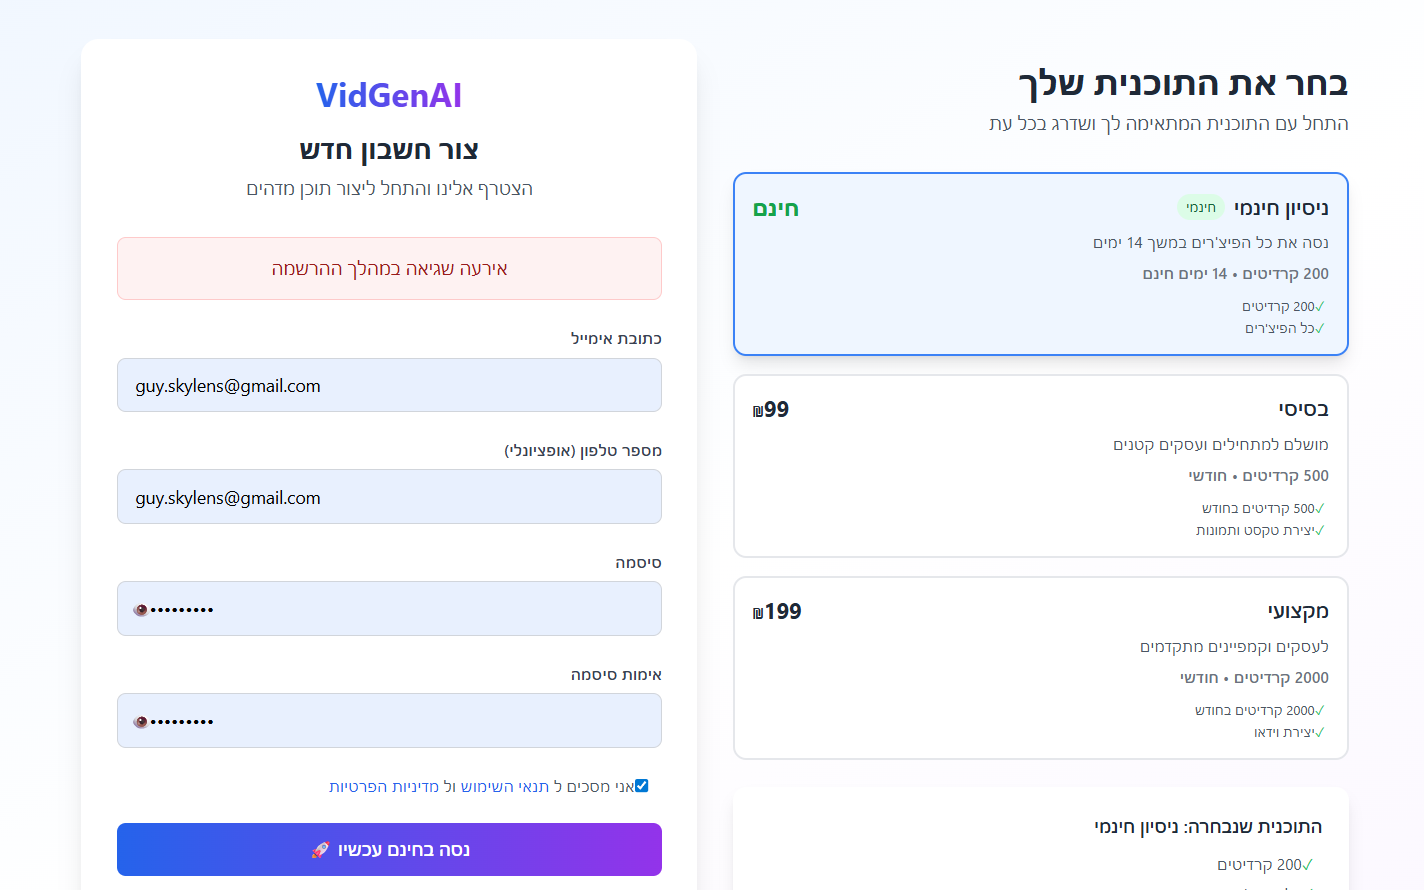 בחר את התוכנית שלך
התחל עם התוכנית המתאימה לך ושדרג בכל עת
ניסיון חינמי חינמי חינם
נסה את כל הפיצ'רים במשך 14 ימים
200 קרדיטים • 14 ימים חינם
✓200 קרדיטים
✓כל הפיצ'רים
בסיסי ₪99
מושלם למתחילים ועסקים קטנים
500 קרדיטים • חודשי
✓500 קרדיטים בחודש
✓יצירת טקסט ותמונות
מקצועי ₪199
לעסקים וקמפיינים מתקדמים
2000 קרדיטים • חודשי
✓2000 קרדיטים בחודש
✓יצירת וידאו
התוכנית שנבחרה: ניסיון חינמי
✓200 קרדיטים
VidGenAI
צור חשבון חדש
הצטרף אלינו והתחל ליצור תוכן מדהים
אירעה שגיאה במהלך ההרשמה
כתובת אימייל
guy.skylens@gmail.com
מספר טלפון (אופציונלי)
guy.skylens@gmail.com
סיסמה
•••••••••
אימות סיסמה
•••••••••
אני מסכים ל תנאי השימוש ול מדיניות הפרטיות
נסה בחינם עכשיו 🚀